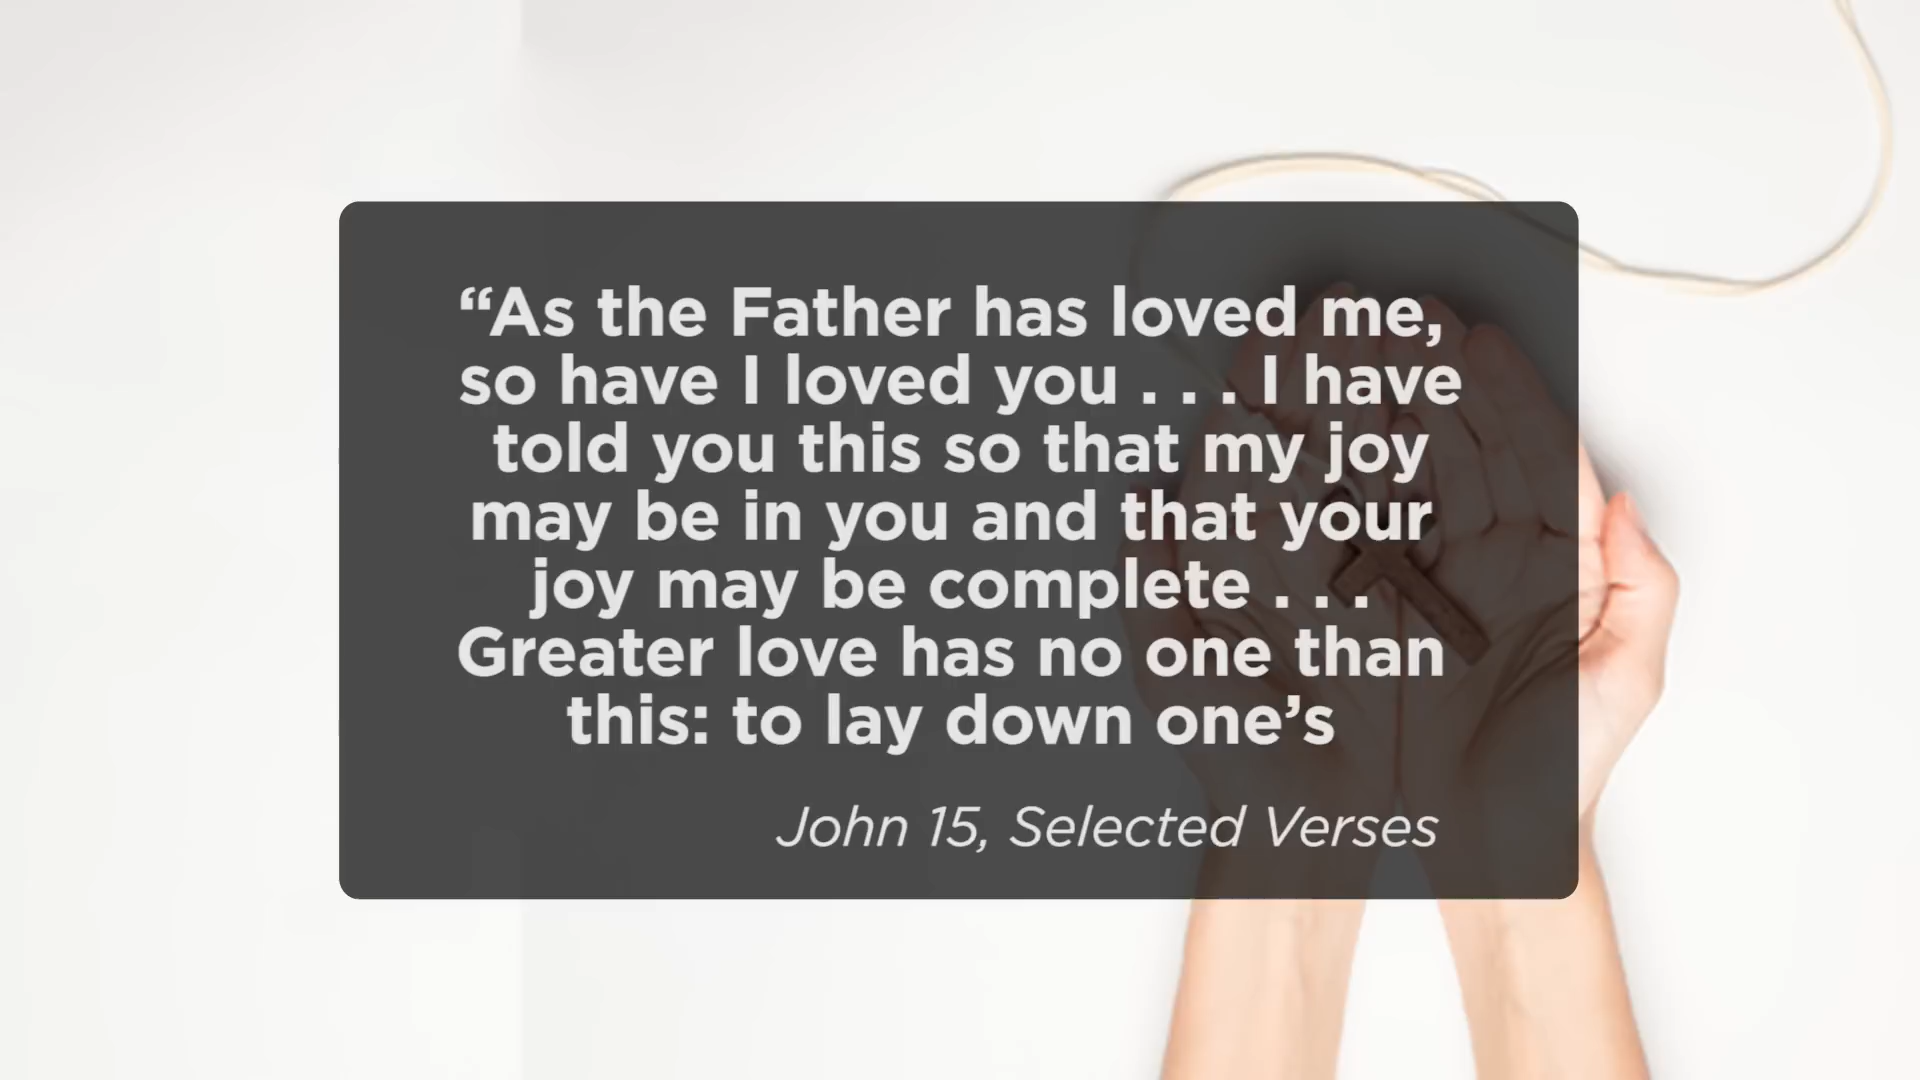 “As the Father has loved me,
so have I loved you . . . I have
told you this so that my joy
may be in you and that your
joy may be complete . . .
Greater love has no one than
this: to lay down one’s
John 15, Selected Verses